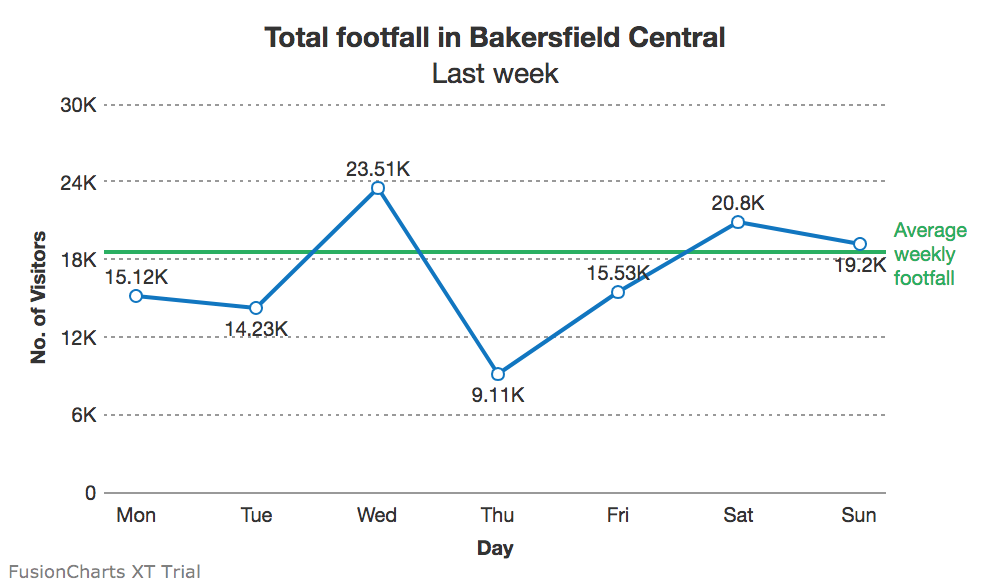 Total footfall in Bakersfield Central
Last week
30K
24K
18K
12K
6K
0
No. of Visitors
15.12K
14.23K
23.51K
9.11K
15.53K
20.8K
19.2K
Average
weekly
footfall
Mon Tue Wed Thu Fri Sat Sun
Day
FusionCharts XT Trial